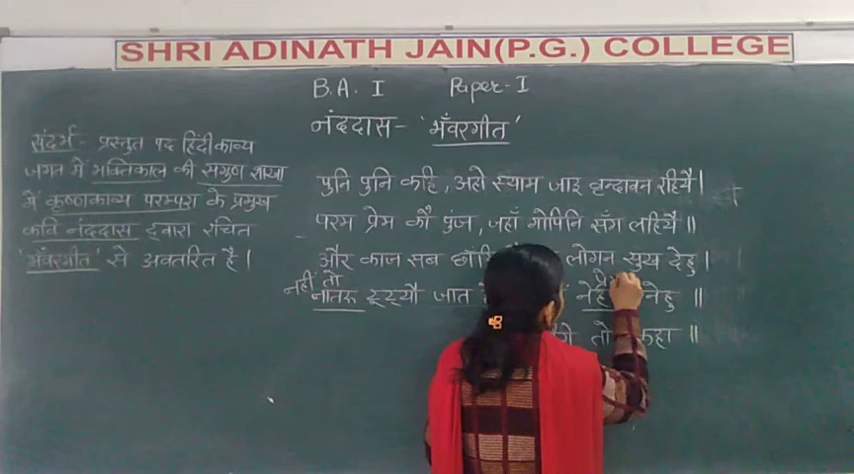 SHRI ADINATH JAIN(P.G.) COLLEGE
B.A. I Paper-I
नंददास- 'भँवरगीत'
संदर्भ- प्रस्तुत पद हिंदी काव्य
जगत में भक्तिकाल की सगुण शाखा
में कृष्णकाव्य परम्परा के प्रमुख
कवि नंददास द्वारा रचित
'भँवरगीत' से अवतरित है।
पुनि पुनि कहि, अहो स्याम जाइ वृन्दावन रहियै।
परम प्रेम कौ पुंज, जहाँ गोपिनि सँग लहियै॥
और काज सब लोगन सुख देहु।
नहीं तो
नातरु टूट्यौ जात नेह नेहु॥
तो कहा॥